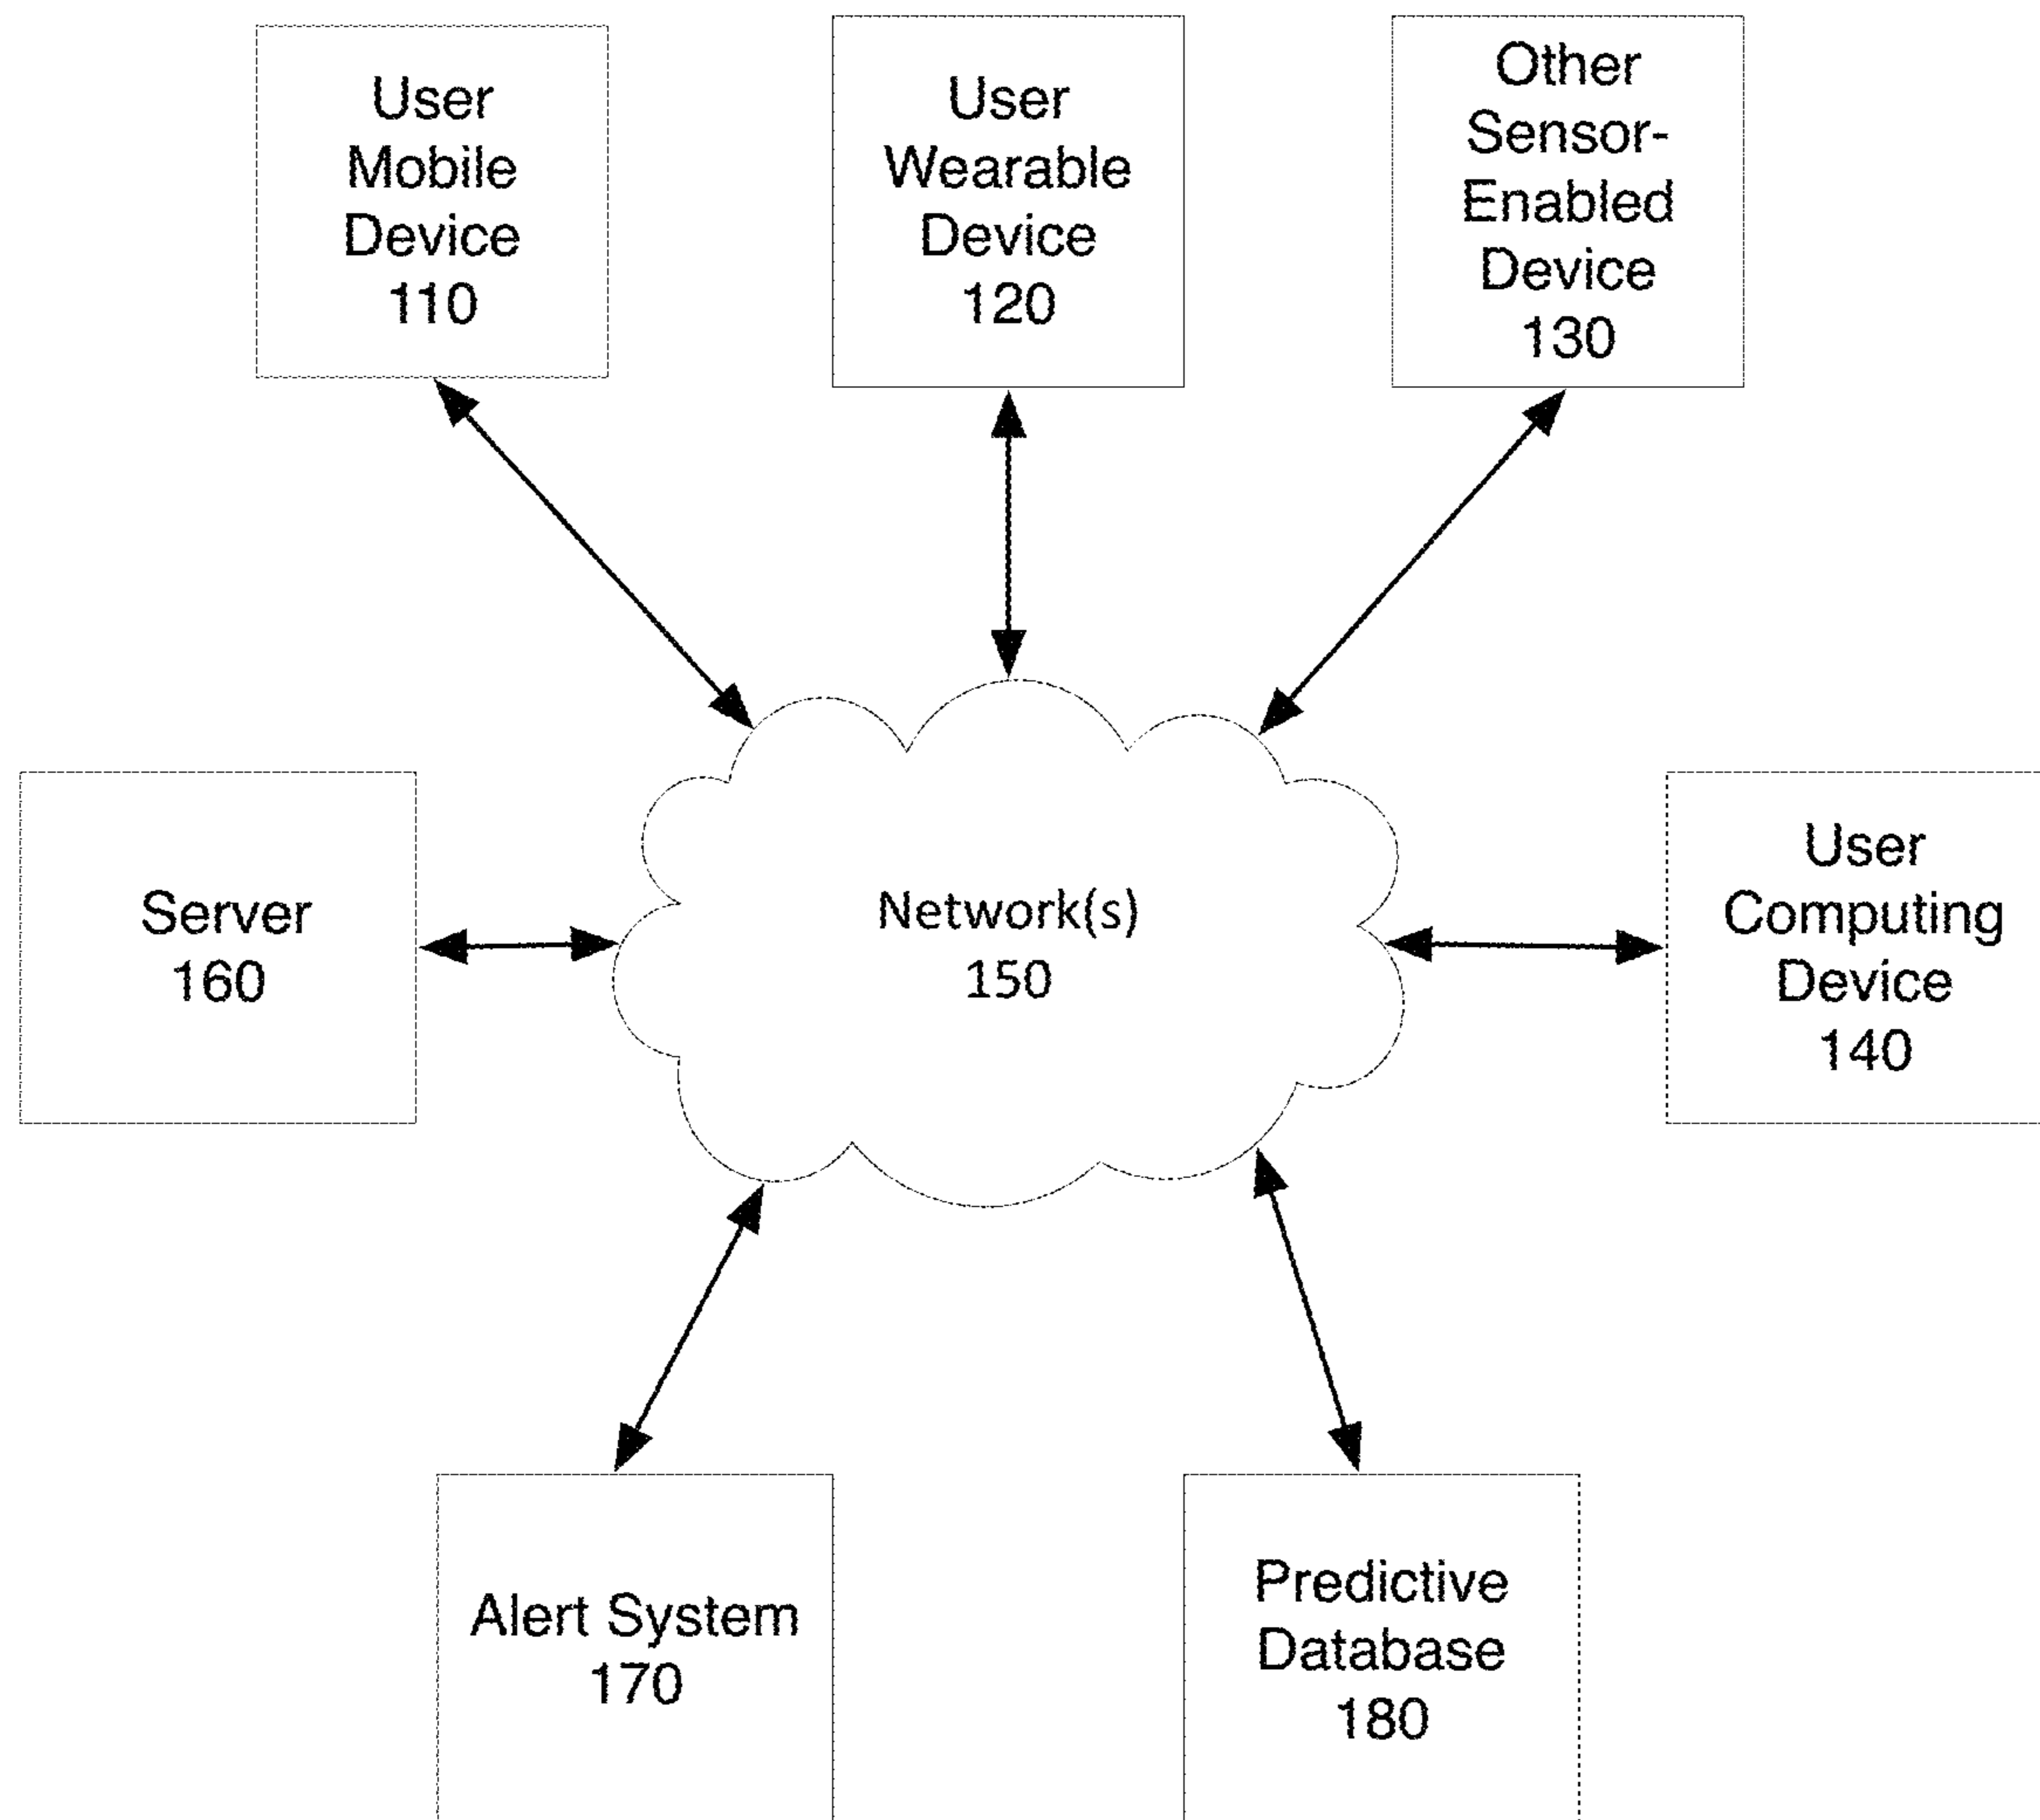 User
Mobile
Device
110
User
Wearable
Device
120
Other
Sensor-
Enabled
Device
130
Server
160
Network(s)
150
User
Computing
Device
140
Alert System
170
Predictive
Database
180